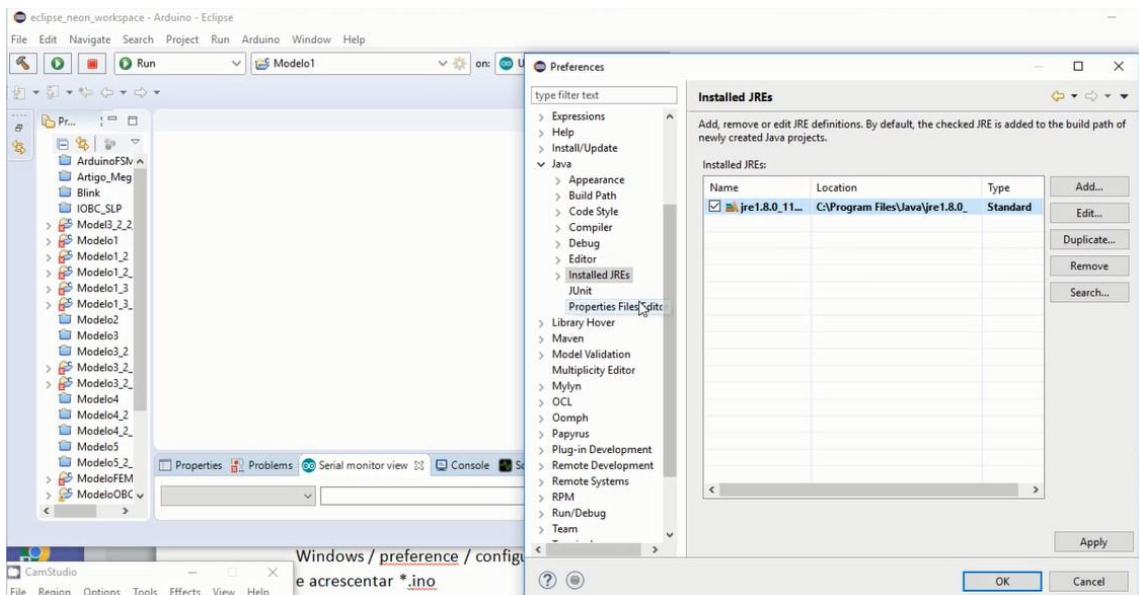 eclipse_neon_workspace - Arduino - Eclipse
File Edit Navigate Search Project Run Arduino Window Help
Run Modelo1 on: U
Pr...
ArduinoFSM
Artigo_Meg
Blink
IOBC_SLP
Model3_2_2
Modelo1
Modelo1_2
Modelo1_2_
Modelo1_3
Modelo1_3_
Modelo2
Modelo3
Modelo3_2
Modelo3_2_
Modelo3_2_
Modelo4
Modelo4_2
Modelo4_2_
Modelo5
Modelo5_2_
ModeloFEM
ModeloOBC
Properties Problems Serial monitor view Console Sc
Windows / preference / configu
e acrescentar *.ino
CamStudio
File Region Options Tools Effects View Help
Preferences
type filter text
Expressions
Help
Install/Update
Java
Appearance
Build Path
Code Style
Compiler
Debug
Editor
Installed JREs
JUnit
Properties Files
Library Hover
Maven
Model Validation
Multiplicity Editor
Mylyn
OCL
Oomph
Papyrus
Plug-in Development
Remote Development
Remote Systems
RPM
Run/Debug
Team
Installed JREs
Add, remove or edit JRE definitions. By default, the checked JRE is added to the build path of
newly created Java projects.
Installed JREs:
Name Location Type
jre1.8.0_11... C:\Program Files\Java\jre1.8.0_ Standard
Add...
Edit...
Duplicate...
Remove
Search...
Apply
OK Cancel